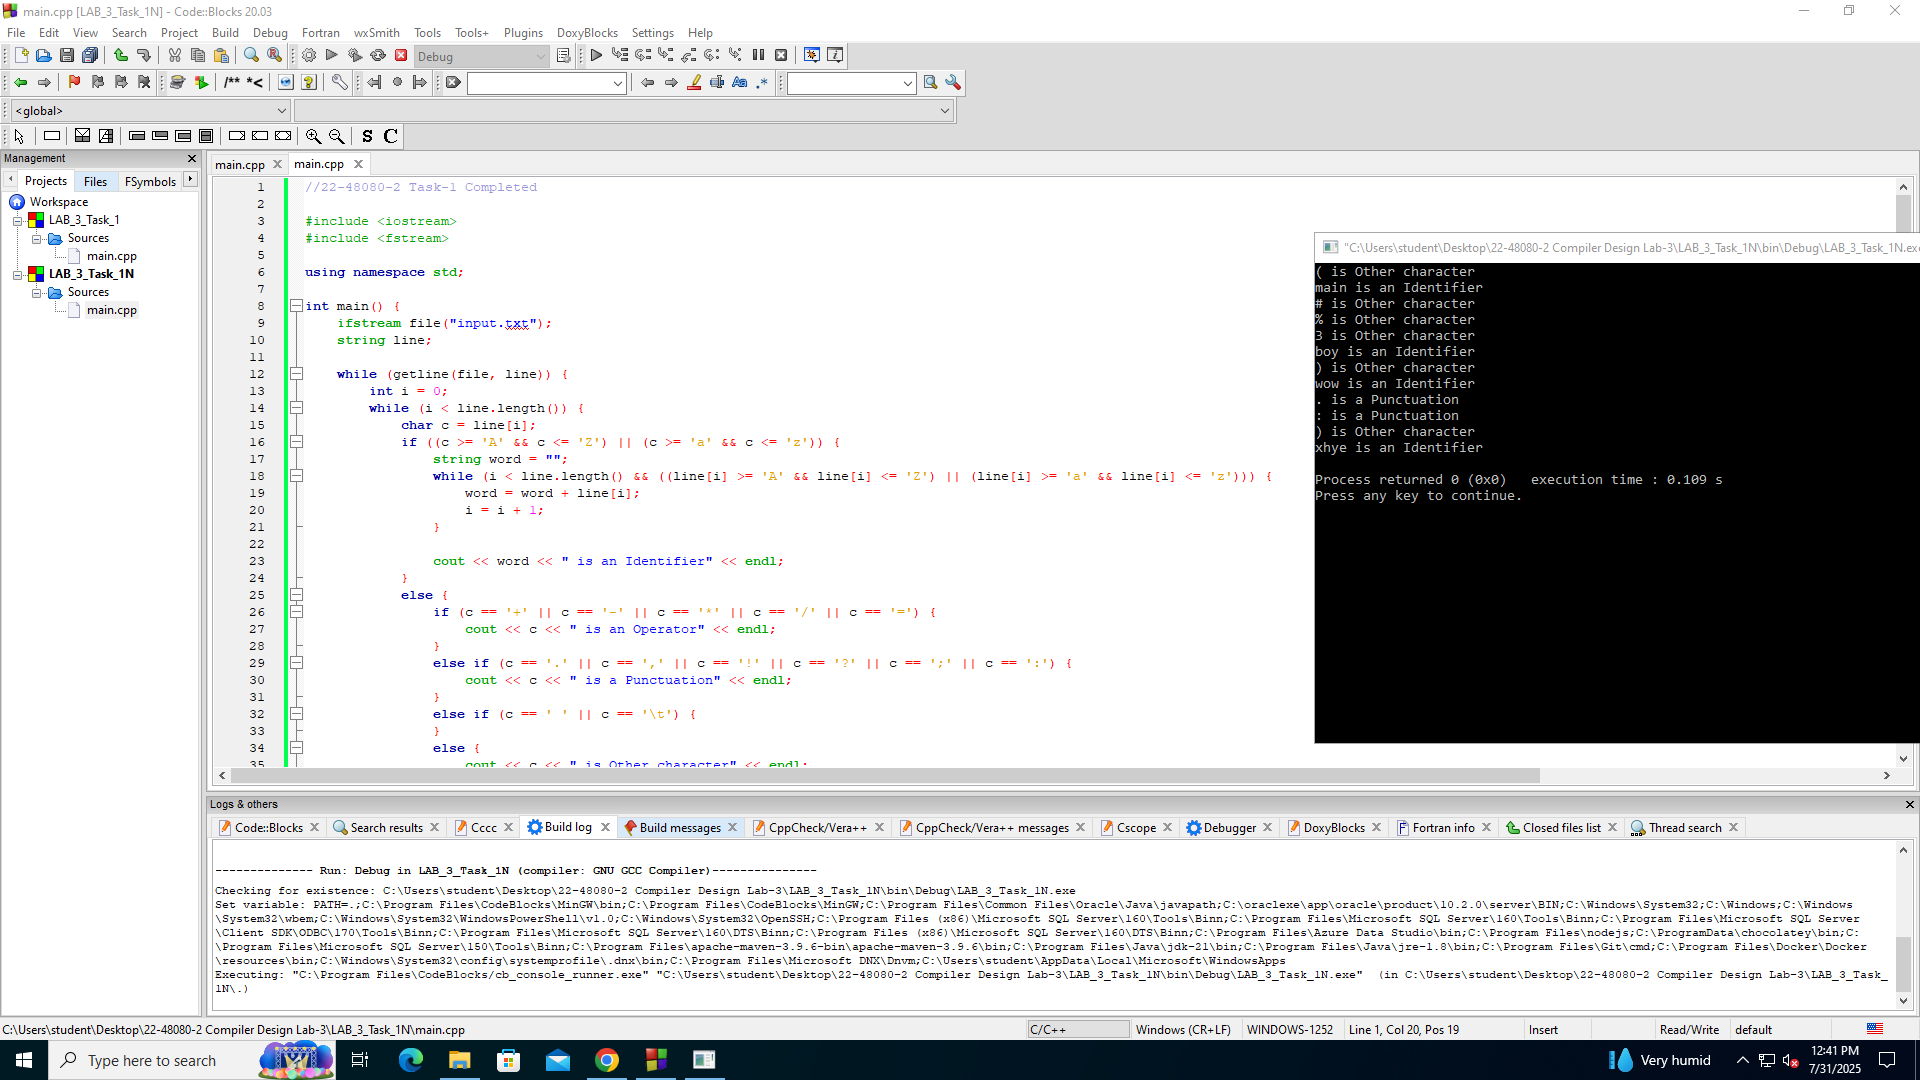 main.cpp [LAB_3_Task_1N] - Code::Blocks 20.03
File Edit View Search Project Build Debug Fortran wxSmith Tools Tools+ Plugins DoxyBlocks Settings Help
Debug
/** *<
Aa .*
<global>
S C
Management
Projects Files FSymbols
Workspace
LAB_3_Task_1
Sources
main.cpp
LAB_3_Task_1N
Sources
main.cpp
main.cpp main.cpp
1 //22-48080-2 Task-1 Completed
2
3 #include <iostream>
4 #include <fstream>
5
6 using namespace std;
7
8 int main() {
9 ifstream file("input.txt");
10 string line;
11
12 while (getline(file, line)) {
13 int i = 0;
14 while (i < line.length()) {
15 char c = line[i];
16 if ((c >= 'A' && c <= 'Z') || (c >= 'a' && c <= 'z')) {
17 string word = "";
18 while (i < line.length() && ((line[i] >= 'A' && line[i] <= 'Z') || (line[i] >= 'a' && line[i] <= 'z'))) {
19 word = word + line[i];
20 i = i + 1;
21 }
22
23 cout << word << " is an Identifier" << endl;
24 }
25 else {
26 if (c == '+' || c == '-' || c == '*' || c == '/' || c == '=') {
27 cout << c << " is an Operator" << endl;
28 }
29 else if (c == '.' || c == ',' || c == '!' || c == '?' || c == ';' || c == ':') {
30 cout << c << " is a Punctuation" << endl;
31 }
32 else if (c == ' ' || c == '\t') {
33 }
34 else {
35 cout << c << " is Other character" << endl;
"C:\Users\student\Desktop\22-48080-2 Compiler Design Lab-3\LAB_3_Task_1N\bin\Debug\LAB_3_Task_1N.exe
( is Other character
main is an Identifier
# is Other character
% is Other character
3 is Other character
boy is an Identifier
) is Other character
wow is an Identifier
. is a Punctuation
: is a Punctuation
) is Other character
xhye is an Identifier
Process returned 0 (0x0) execution time : 0.109 s
Press any key to continue.
Logs & others
Code::Blocks Search results Cccc Build log Build messages CppCheck/Vera++ CppCheck/Vera++ messages Cscope Debugger DoxyBlocks Fortran info Closed files list Thread search
-------------- Run: Debug in LAB_3_Task_1N (compiler: GNU GCC Compiler)---------------
Checking for existence: C:\Users\student\Desktop\22-48080-2 Compiler Design Lab-3\LAB_3_Task_1N\bin\Debug\LAB_3_Task_1N.exe
Set variable: PATH=.;C:\Program Files\CodeBlocks\MinGW\bin;C:\Program Files\CodeBlocks\MinGW;C:\Program Files\Common Files\Oracle\Java\javapath;C:\oraclexe\app\oracle\product\10.2.0\server\BIN;C:\Windows\System32;C:\Windows;C:\Windows
\System32\wbem;C:\Windows\System32\WindowsPowerShell\v1.0;C:\Windows\System32\OpenSSH;C:\Program Files (x86)\Microsoft SQL Server\160\Tools\Binn;C:\Program Files\Microsoft SQL Server\160\Tools\Binn;C:\Program Files\Microsoft SQL Server
\Client SDK\ODBC\170\Tools\Binn;C:\Program Files\Microsoft SQL Server\160\DTS\Binn;C:\Program Files (x86)\Microsoft SQL Server\160\DTS\Binn;C:\Program Files\Azure Data Studio\bin;C:\Program Files\nodejs;C:\ProgramData\chocolatey\bin;C:
\Program Files\Microsoft SQL Server\150\Tools\Binn;C:\Program Files\apache-maven-3.9.6-bin\apache-maven-3.9.6\bin;C:\Program Files\Java\jdk-21\bin;C:\Program Files\Java\jre-1.8\bin;C:\Program Files\Git\cmd;C:\Program Files\Docker\Docker
\resources\bin;C:\Windows\System32\config\systemprofile\.dnx\bin;C:\Program Files\Microsoft DNX\Dnvm;C:\Users\student\AppData\Local\Microsoft\WindowsApps
Executing: "C:\Program Files\CodeBlocks/cb_console_runner.exe" "C:\Users\student\Desktop\22-48080-2 Compiler Design Lab-3\LAB_3_Task_1N\bin\Debug\LAB_3_Task_1N.exe" (in C:\Users\student\Desktop\22-48080-2 Compiler Design Lab-3\LAB_3_Task_
1N\.)
C:\Users\student\Desktop\22-48080-2 Compiler Design Lab-3\LAB_3_Task_1N\main.cpp C/C++ Windows (CR+LF) WINDOWS-1252 Line 1, Col 20, Pos 19 Insert Read/Write default
Type here to search
Very humid
12:41 PM
7/31/2025